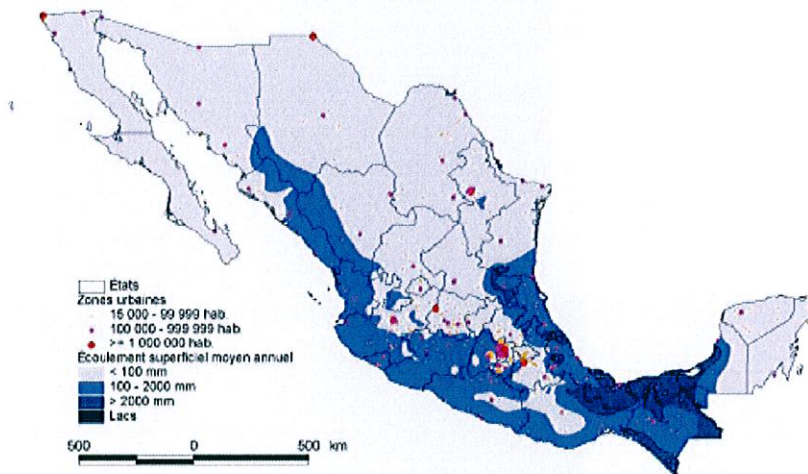 États
Zones urbaines
15 000 - 99 999 hab.
100 000 - 999 999 hab.
>= 1 000 000 hab.
Écoulement superficiel moyen annuel
< 100 mm
100 - 2000 mm
> 2000 mm
Lacs
500 0 500 km